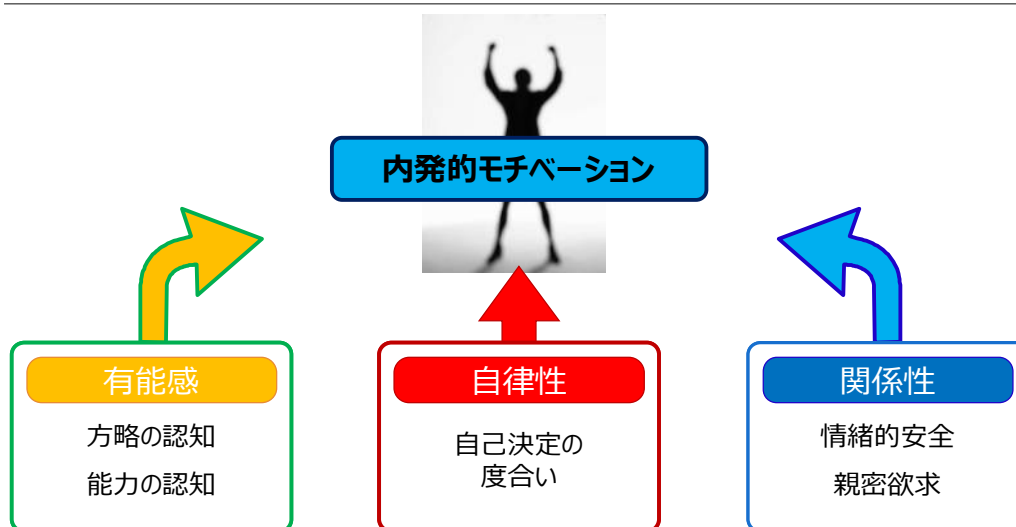 内発的モチベーション
有能感
方略の認知
能力の認知
自律性
自己決定の
度合い
関係性
情緒的安全
親密欲求